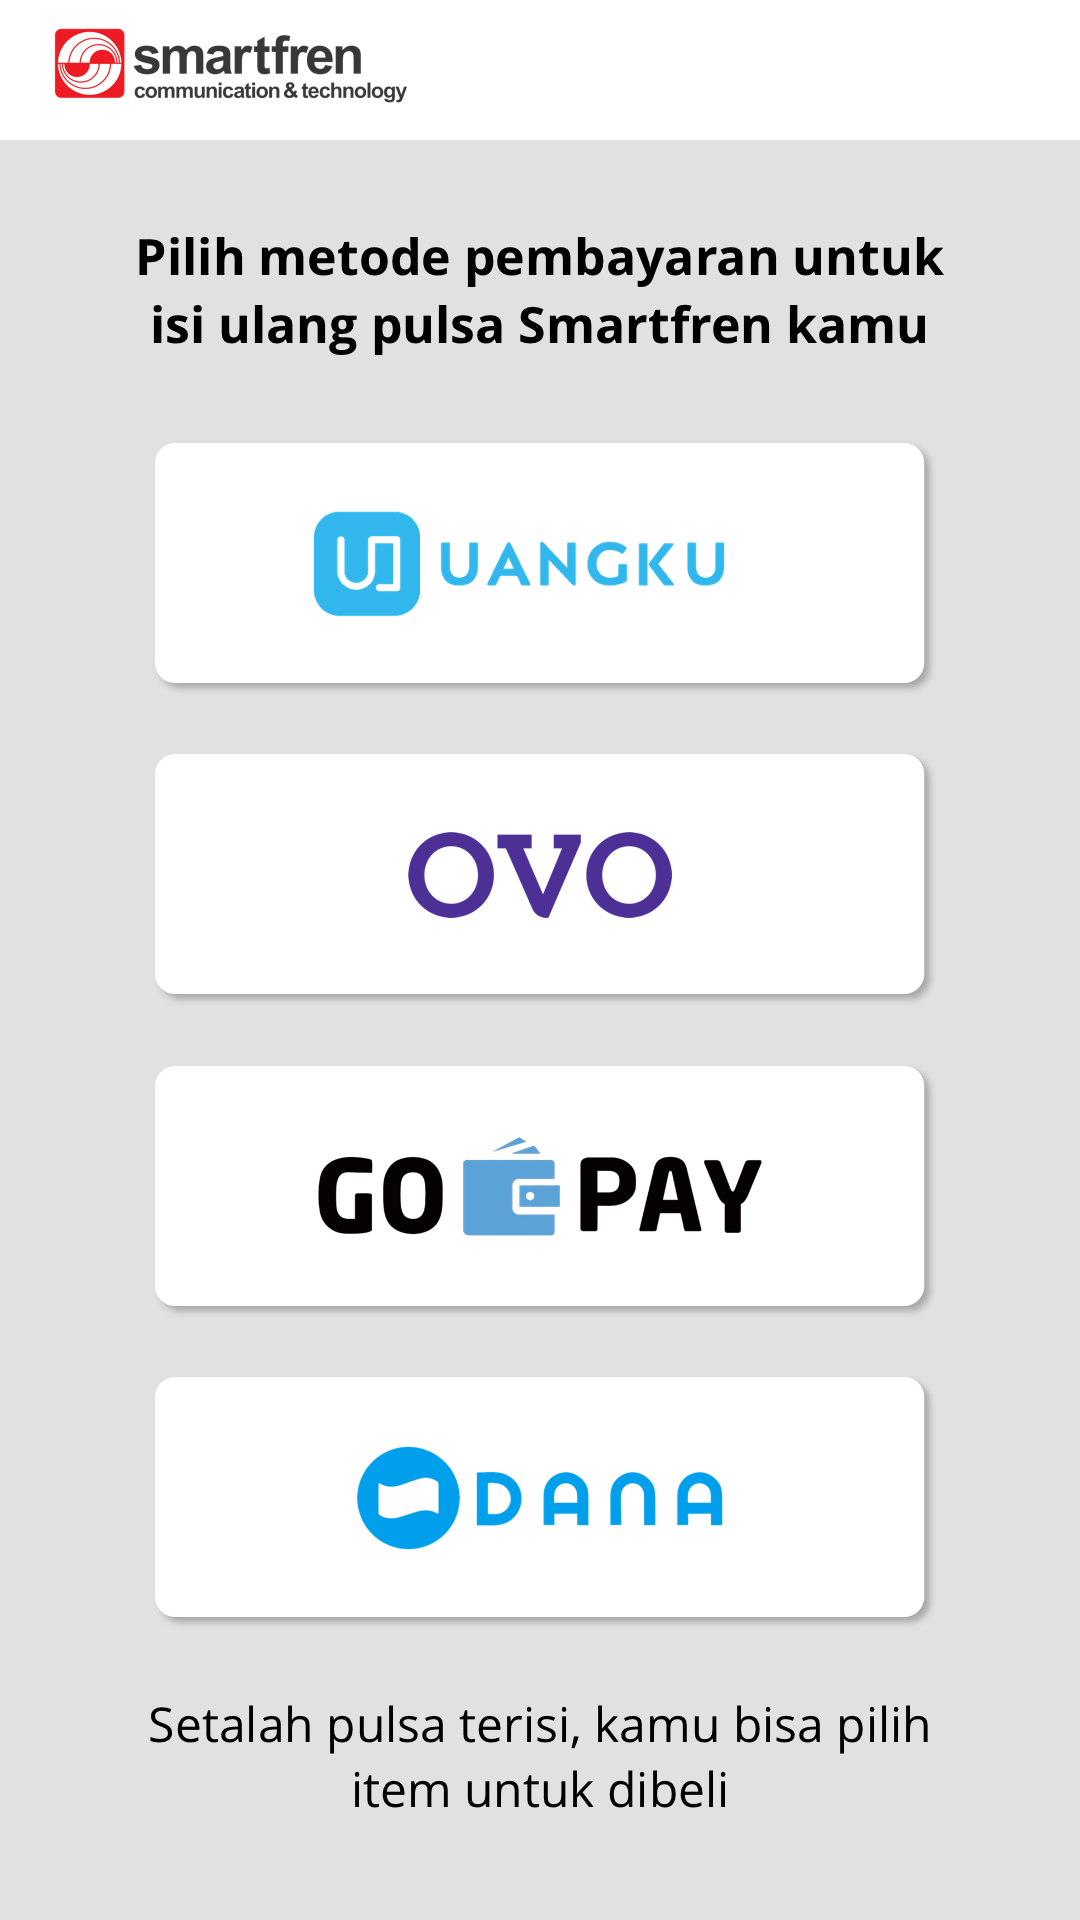 smartfren
communication & technology
Pilih metode pembayaran untuk
isi ulang pulsa Smartfren kamu
UANGKU
OVO
GO PAY
DANA
Setalah pulsa terisi, kamu bisa pilih
item untuk dibeli